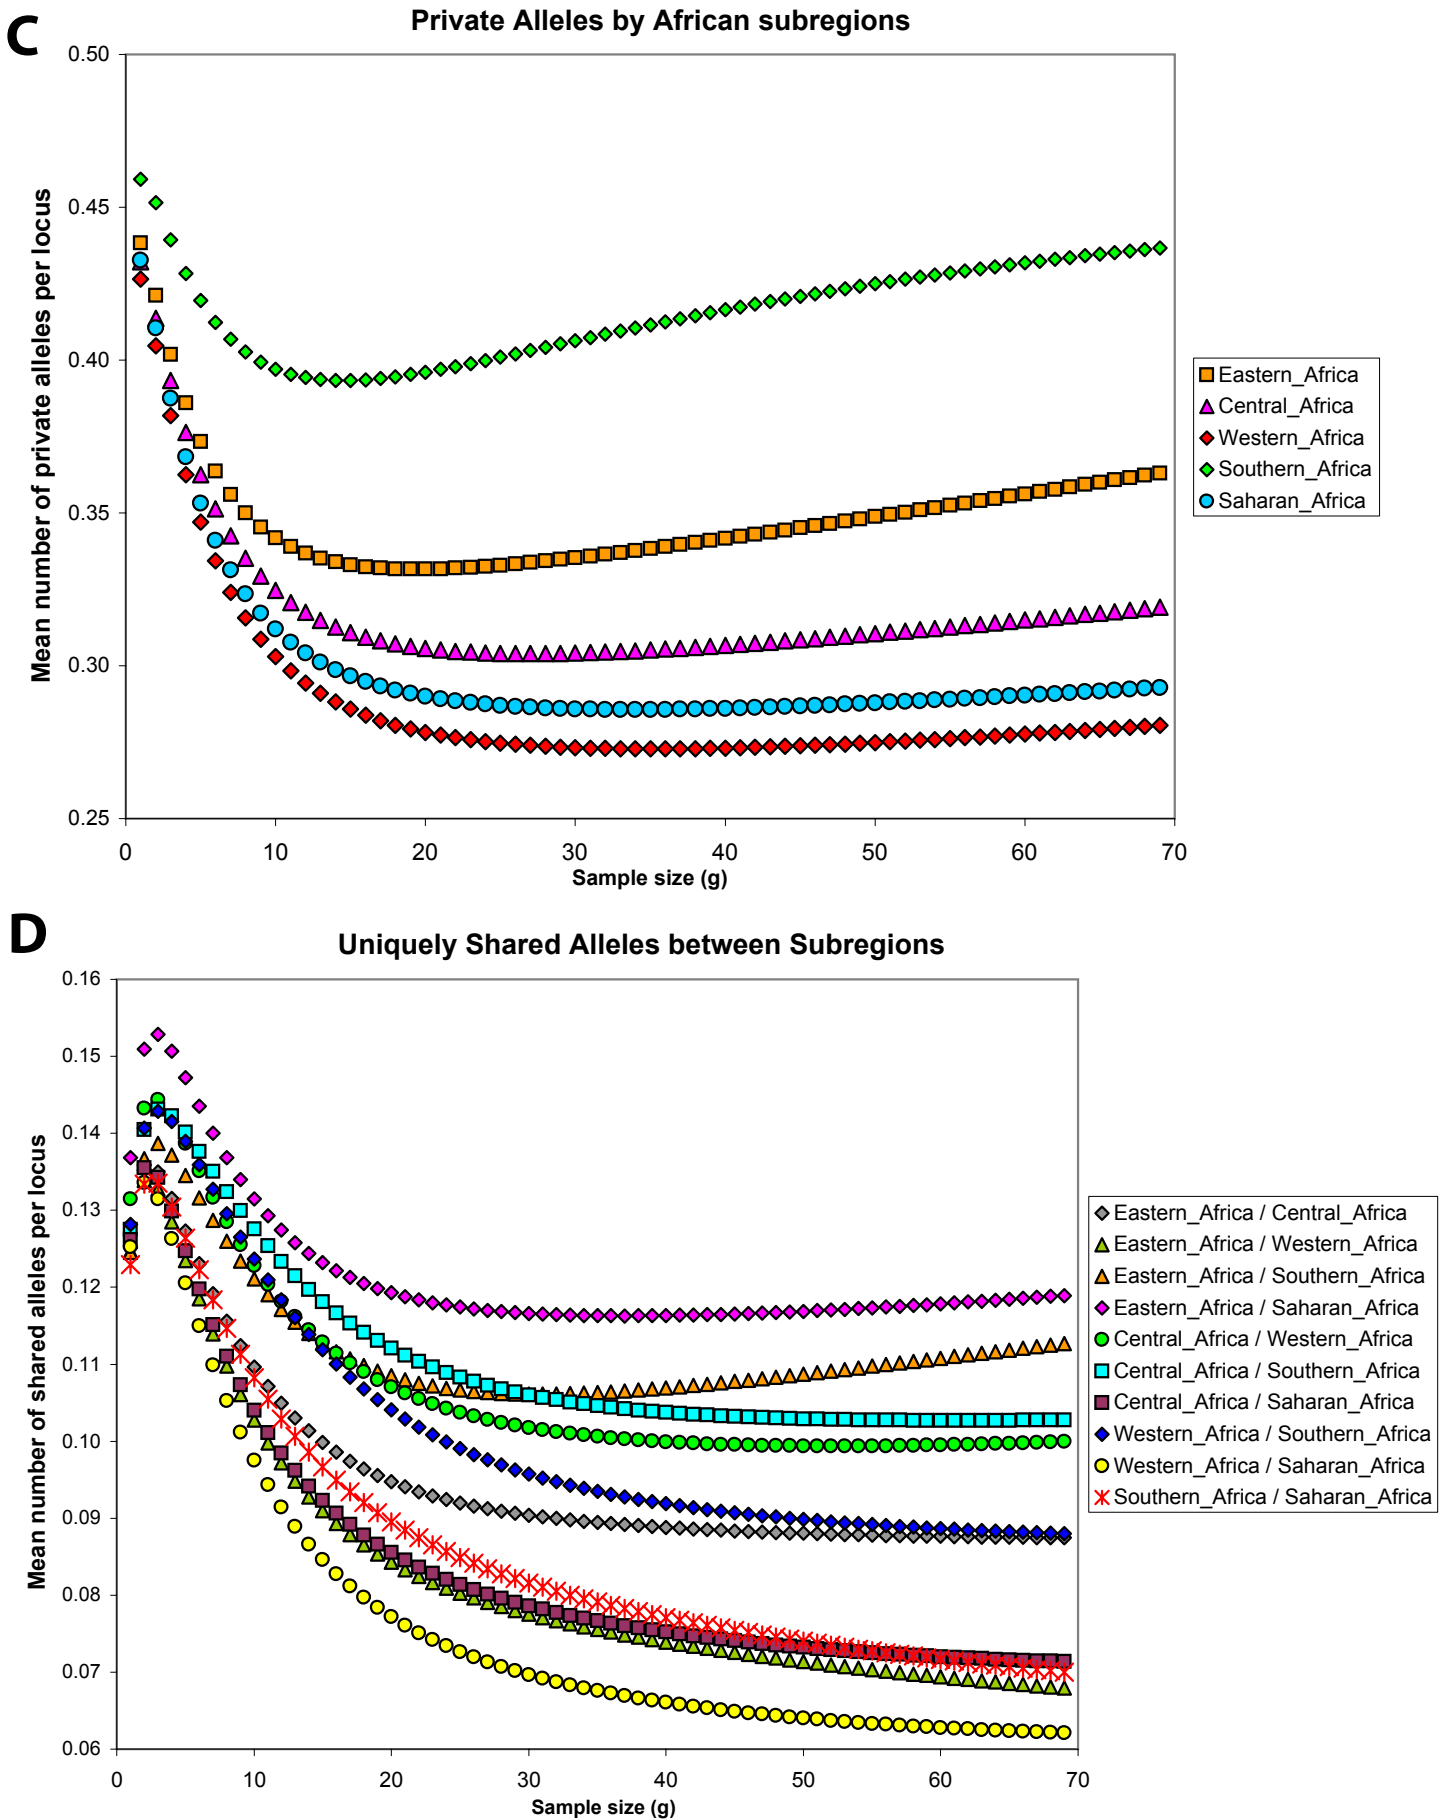 C
Private Alleles by African subregions
0.50
0.45
0.40
0.35
0.30
0.25
Mean number of private alleles per locus
0 10 20 30 40 50 60 70
Sample size (g)
Eastern_Africa
Central_Africa
Western_Africa
Southern_Africa
Saharan_Africa
D
Uniquely Shared Alleles between Subregions
0.16
0.15
0.14
0.13
0.12
0.11
0.10
0.09
0.08
0.07
0.06
Mean number of shared alleles per locus
0 10 20 30 40 50 60 70
Sample size (g)
Eastern_Africa / Central_Africa
Eastern_Africa / Western_Africa
Eastern_Africa / Southern_Africa
Eastern_Africa / Saharan_Africa
Central_Africa / Western_Africa
Central_Africa / Southern_Africa
Central_Africa / Saharan_Africa
Western_Africa / Southern_Africa
Western_Africa / Saharan_Africa
Southern_Africa / Saharan_Africa